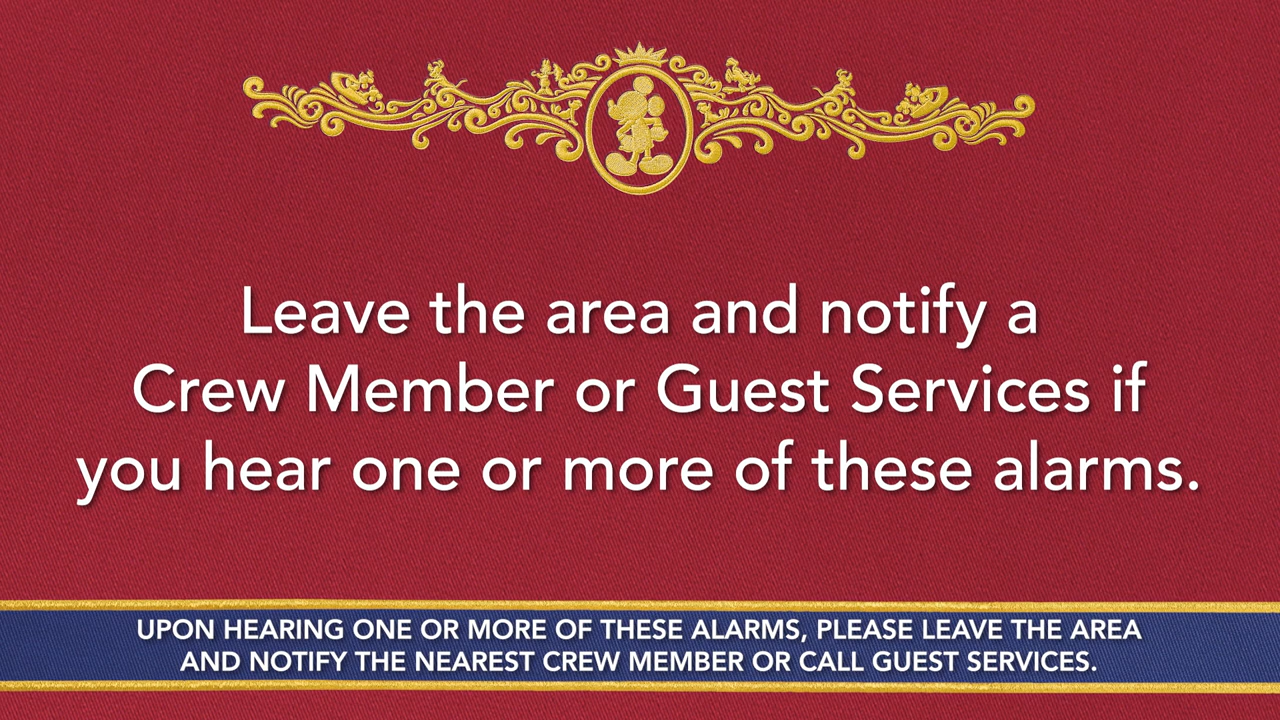 Leave the area and notify a
Crew Member or Guest Services if
you hear one or more of these alarms.
UPON HEARING ONE OR MORE OF THESE ALARMS, PLEASE LEAVE THE AREA
AND NOTIFY THE NEAREST CREW MEMBER OR CALL GUEST SERVICES.